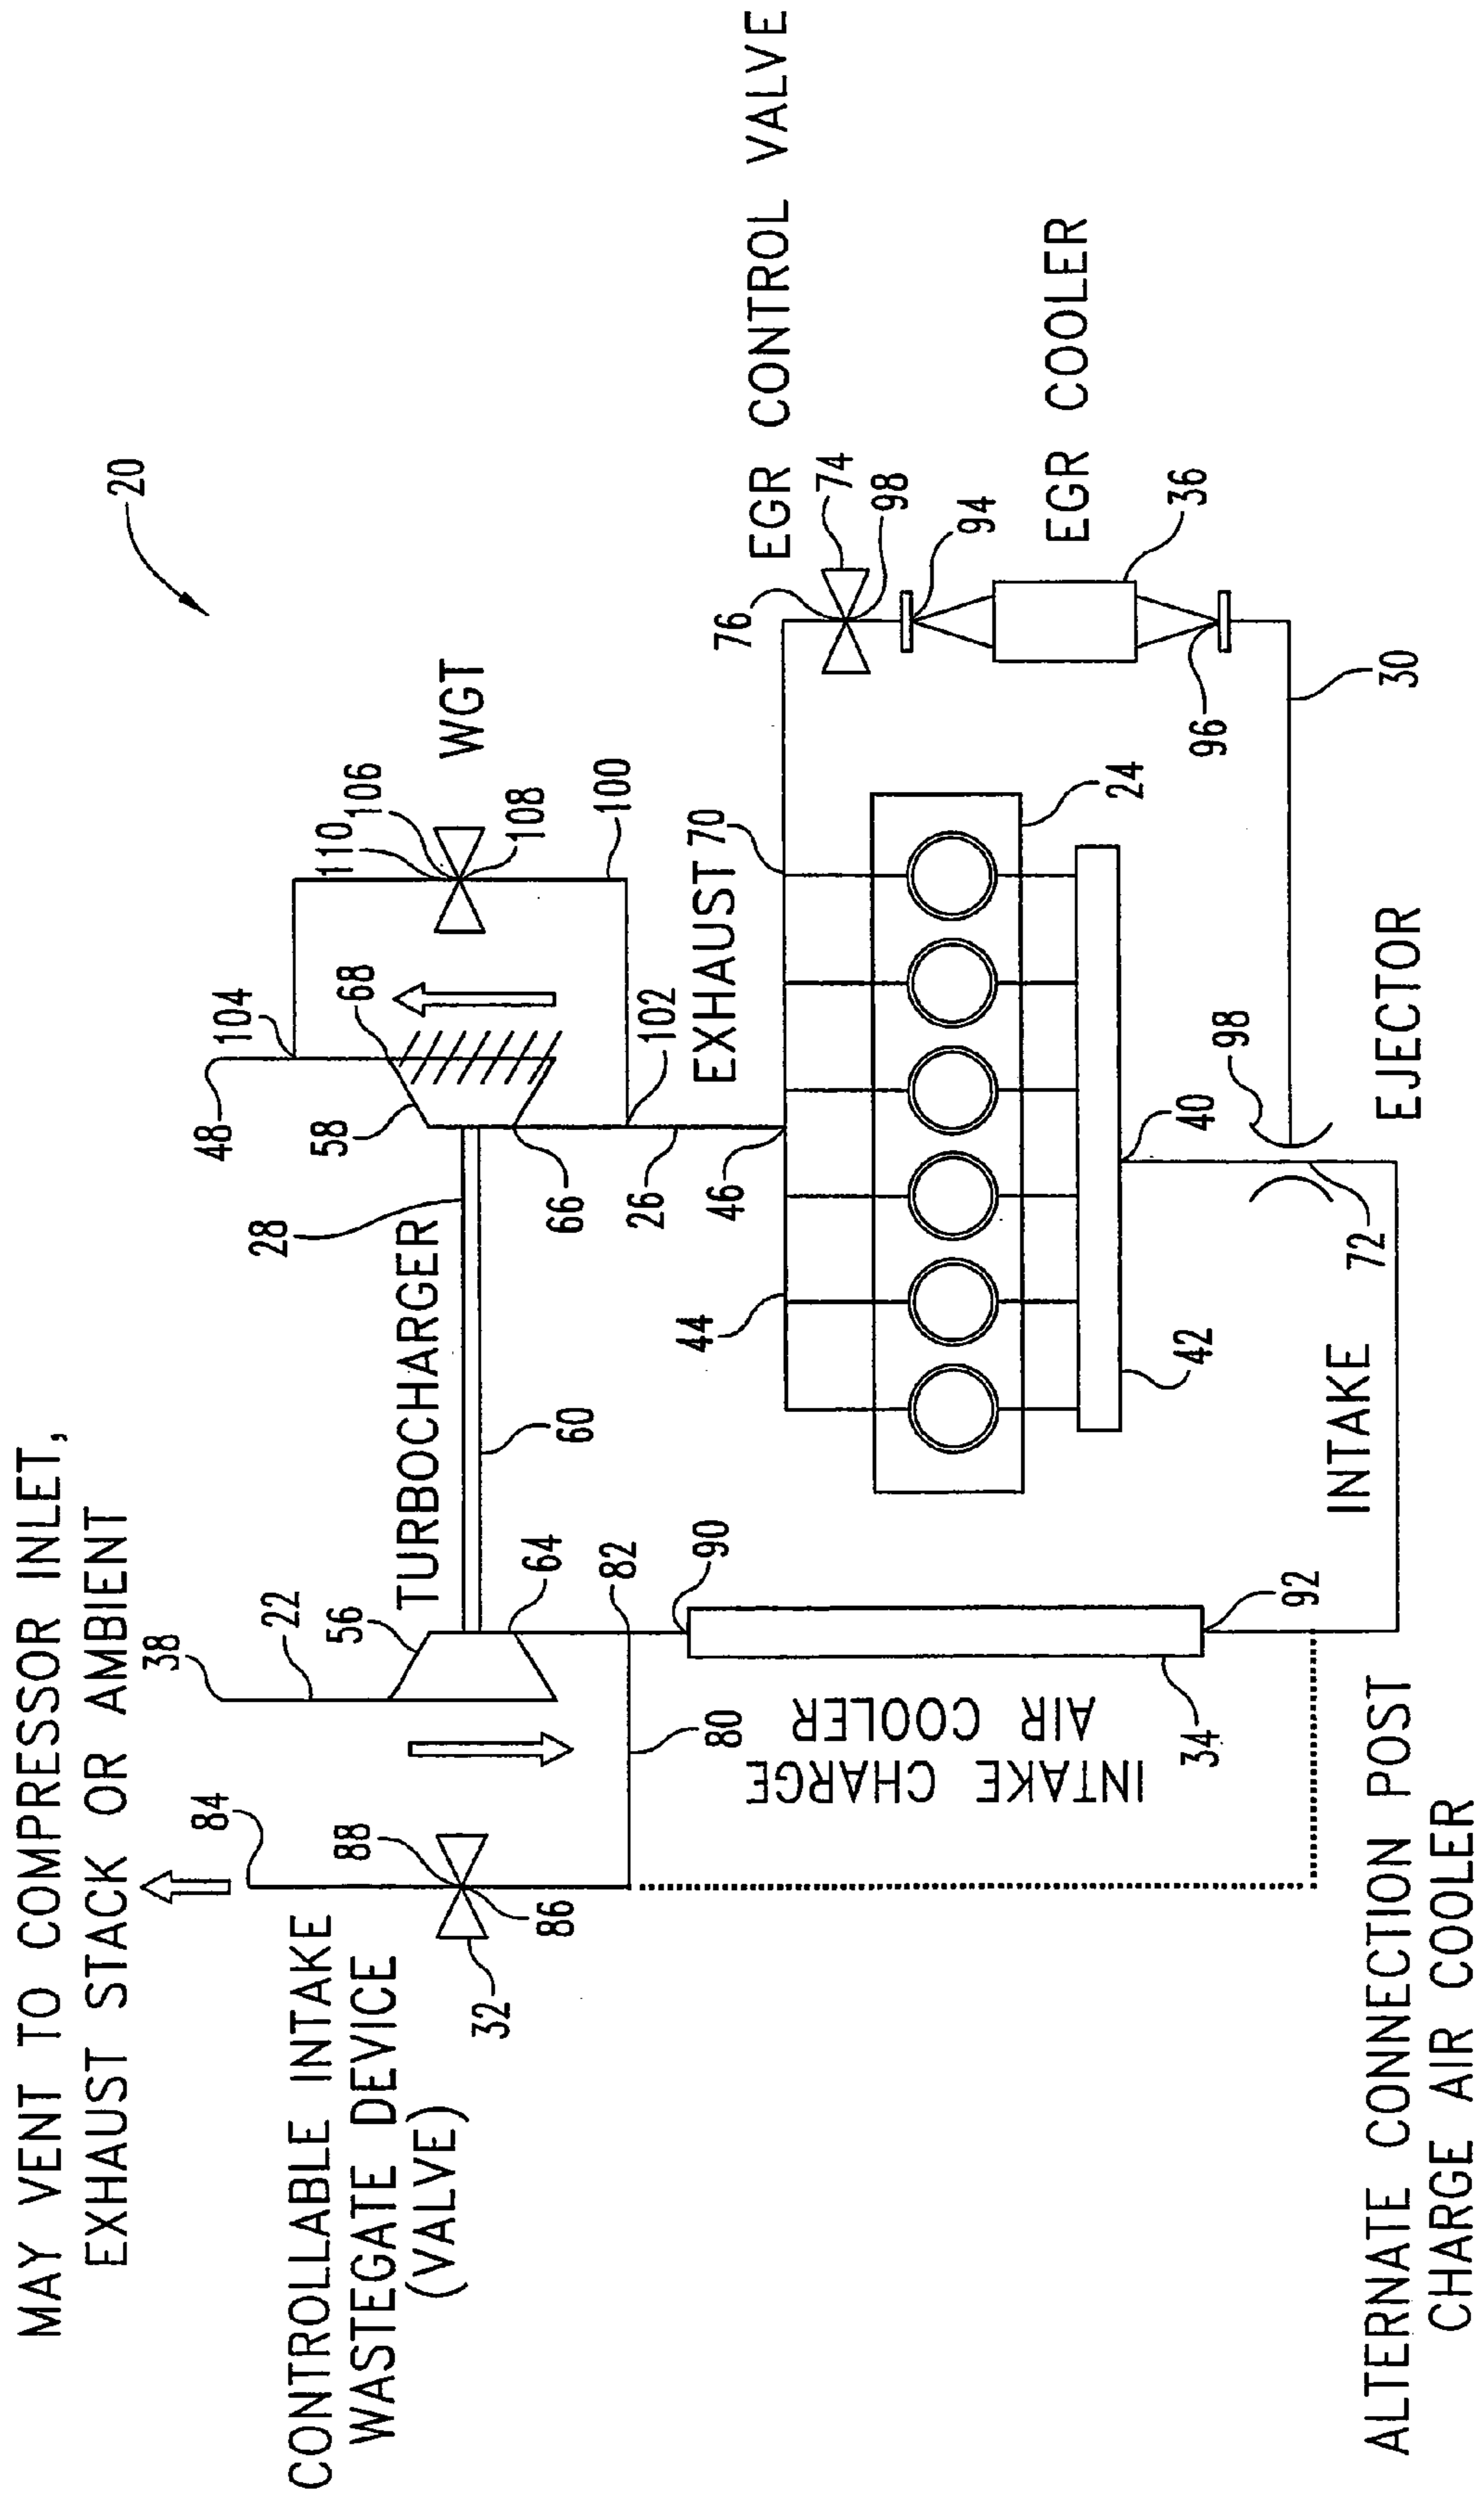 MAY VENT TO COMPRESSOR INLET,
EXHAUST STACK OR AMBIENT
20
84
38
22
48
104
CONTROLLABLE INTAKE
WASTEGATE DEVICE
(VALVE)
88
86
32
56
TURBOCHARGER
28
60
64
58
68
66
110
106
108
WGT
100
82
80
90
26
102
46
EXHAUST
70
44
76
EGR CONTROL VALVE
74
98
94
EGR COOLER
36
96
30
24
INTAKE CHARGE
AIR COOLER
34
92
42
40
98
72
INTAKE
EJECTOR
ALTERNATE CONNECTION POST
CHARGE AIR COOLER